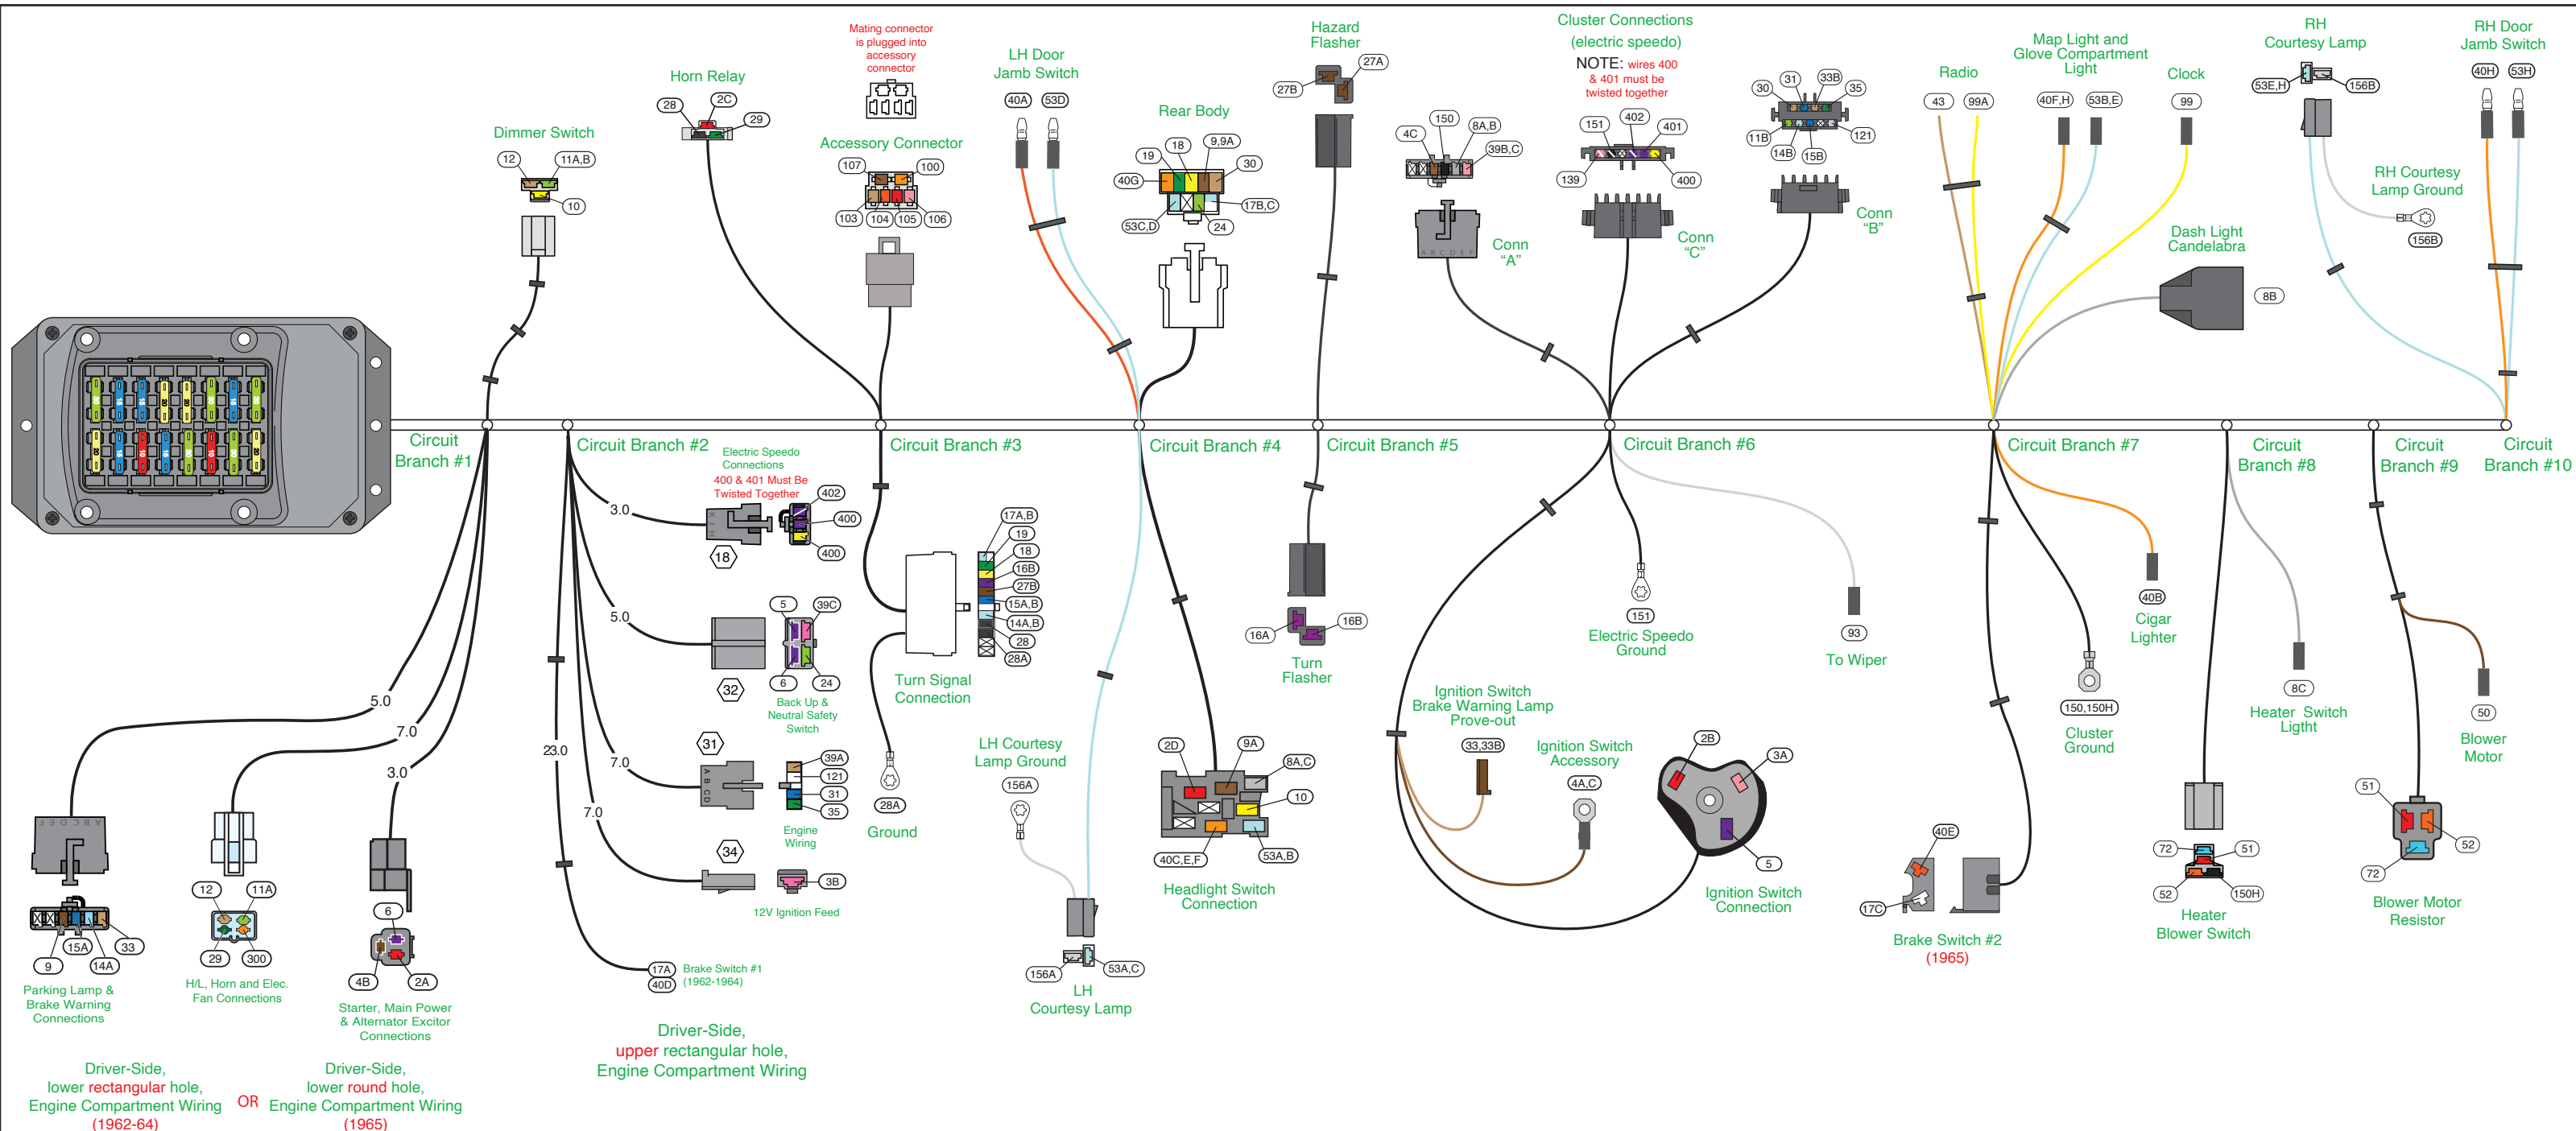 Mating connector
is plugged into
accessory
connector
Horn Relay
28
2C
29
Dimmer Switch
12
11A,B
10
Accessory Connector
107
100
103
104
105
106
LH Door
Jamb Switch
40A
53D
Rear Body
18
9,9A
19
30
40G
17B,C
53C,D
24
Hazard
Flasher
27A
27B
Cluster Connections
(electric speedo)
NOTE: wires 400
& 401 must be
twisted together
4C
150
8A,B
39B,C
Conn
“A”
A B C D E F
151
402
401
139
400
Conn
“C”
30
31
33B
35
11B
14B
15B
121
Conn
“B”
Radio
43
99A
Map Light and
Glove Compartment
Light
40F,H
53B,E
Clock
99
Dash Light
Candelabra
8B
RH
Courtesy Lamp
53E,H
156B
RH Courtesy
Lamp Ground
156B
RH Door
Jamb Switch
40H
53H
30
15
15
20
20
30
15
30
20
15
10
15
30
10
30
20
Circuit
Branch #1
Circuit Branch #2
Circuit Branch #3
Circuit Branch #4
Circuit Branch #5
Circuit Branch #6
Circuit Branch #7
Circuit
Branch #8
Circuit
Branch #9
Circuit
Branch #10
5.0
7.0
3.0
F E D C B A
9
15A
14A
33
Parking Lamp &
Brake Warning
Connections
12
11A
29
300
H/L, Horn and Elec.
Fan Connections
6
4B
2A
Starter, Main Power
& Alternator Excitor
Connections
Driver-Side,
lower rectangular hole,
Engine Compartment Wiring
(1962-64)
OR
Driver-Side,
lower round hole,
Engine Compartment Wiring
(1965)
Electric Speedo
Connections
400 & 401 Must Be
Twisted Together
3.0
18
402
400
400
5.0
32
5
39C
6
24
Back Up &
Neutral Safety
Switch
23.0
7.0
31
A B C D
39A
121
31
35
Engine
Wiring
7.0
34
3B
12V Ignition Feed
17A
40D
Brake Switch #1
(1962-1964)
Driver-Side,
upper rectangular hole,
Engine Compartment Wiring
17A,B
19
18
16B
27B
15A,B
14A,B
28
28A
Turn Signal
Connection
28A
Ground
LH Courtesy
Lamp Ground
156A
156A
53A,C
LH
Courtesy Lamp
2D
9A
8A,C
10
40C,E,F
53A,B
Headlight Switch
Connection
16A
16B
Turn
Flasher
Ignition Switch
Brake Warning Lamp
Prove-out
33,33B
Ignition Switch
Accessory
4A,C
151
Electric Speedo
Ground
2B
3A
5
Ignition Switch
Connection
93
To Wiper
40E
17C
Brake Switch #2
(1965)
150,150H
Cluster
Ground
40B
Cigar
Lighter
72
51
52
150H
Heater
Blower Switch
8C
Heater Switch
Ligtht
50
Blower
Motor
51
52
72
Blower Motor
Resistor